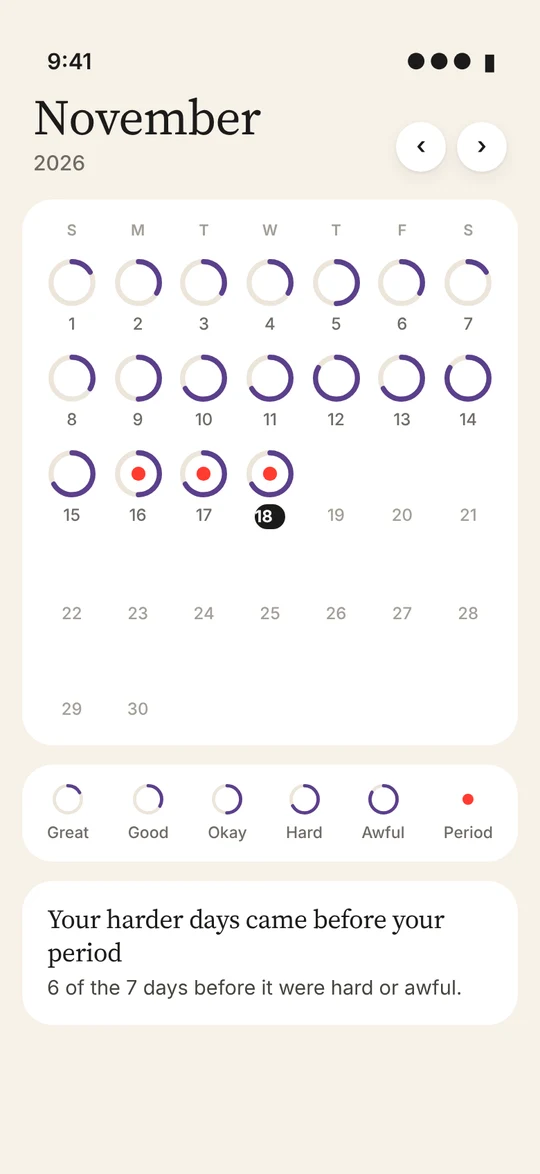 9:41
November
2026
‹ ›
S M T W T F S
1 2 3 4 5 6 7
8 9 10 11 12 13 14
15 16 17 18 19 20 21
22 23 24 25 26 27 28
29 30
Great Good Okay Hard Awful Period
Your harder days came before your
period
6 of the 7 days before it were hard or awful.